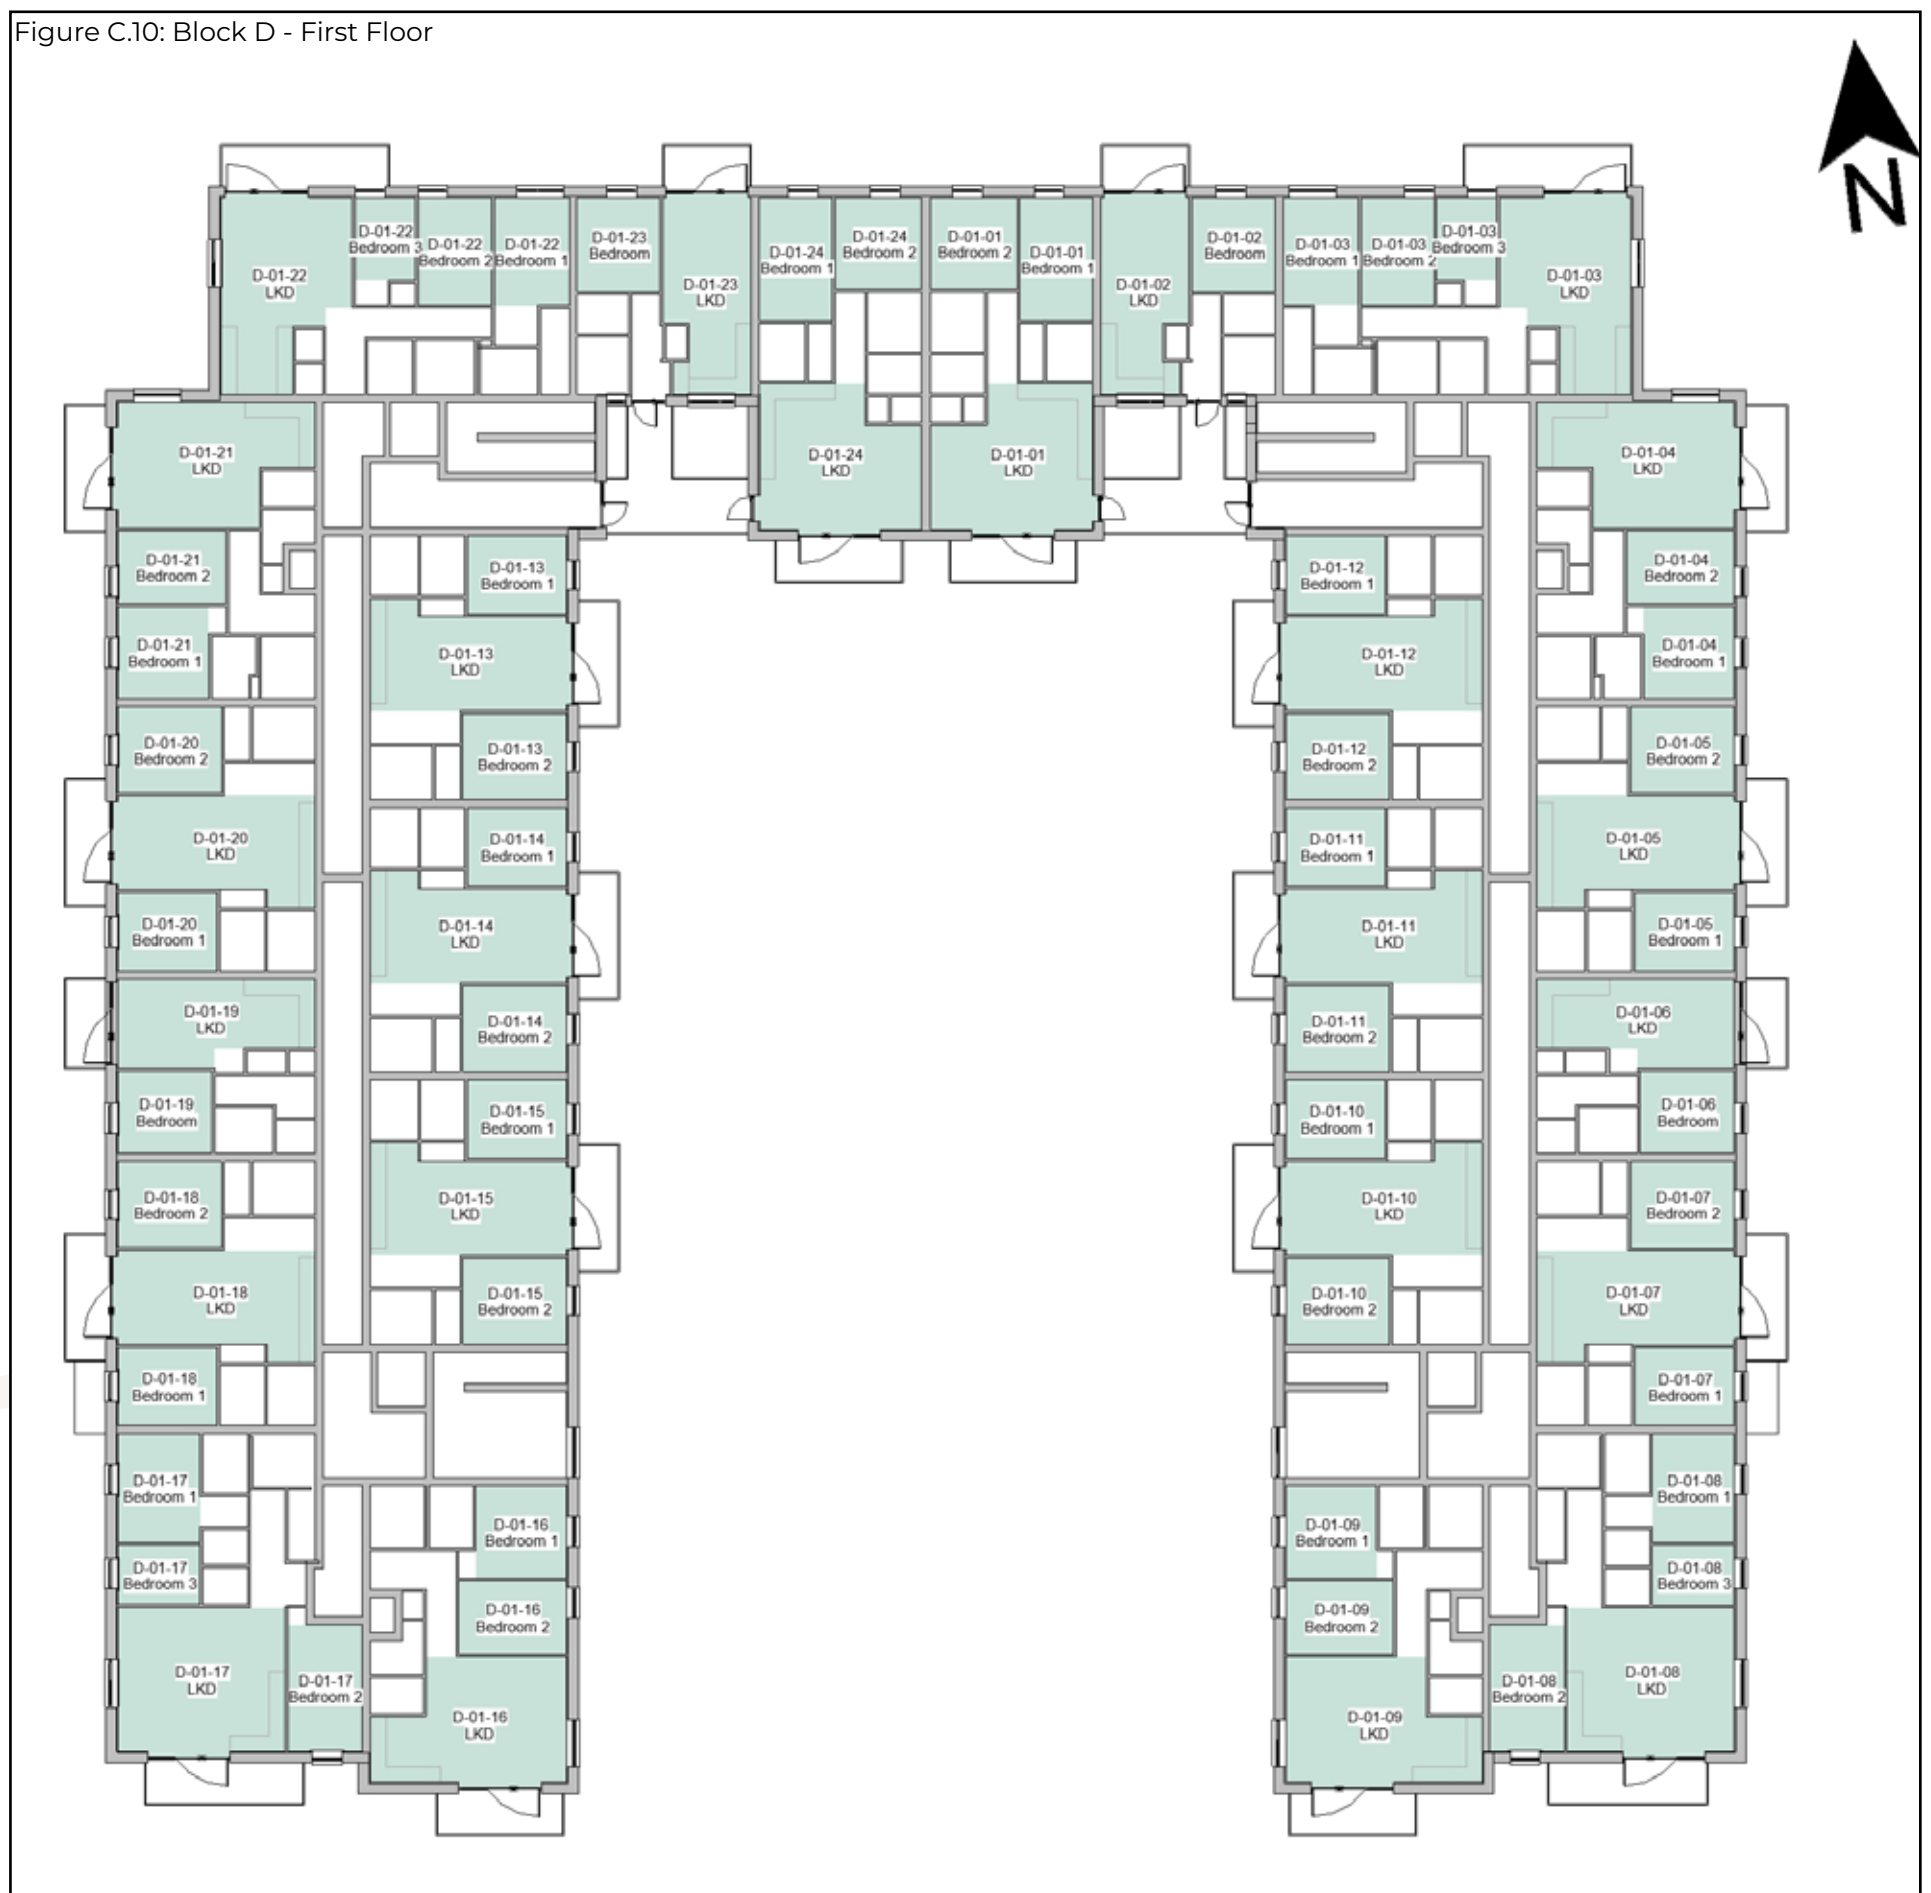 Figure C.10: Block D - First Floor
N
D-01-22
LKD
D-01-22
Bedroom 3
D-01-22
Bedroom 2
D-01-22
Bedroom 1
D-01-23
Bedroom
D-01-23
LKD
D-01-24
Bedroom 1
D-01-24
Bedroom 2
D-01-01
Bedroom 2
D-01-01
Bedroom 1
D-01-02
LKD
D-01-02
Bedroom
D-01-03
Bedroom 1
D-01-03
Bedroom 2
D-01-03
Bedroom 3
D-01-03
LKD
D-01-21
LKD
D-01-24
LKD
D-01-01
LKD
D-01-04
LKD
D-01-21
Bedroom 2
D-01-13
Bedroom 1
D-01-12
Bedroom 1
D-01-04
Bedroom 2
D-01-21
Bedroom 1
D-01-13
LKD
D-01-12
LKD
D-01-04
Bedroom 1
D-01-20
Bedroom 2
D-01-13
Bedroom 2
D-01-12
Bedroom 2
D-01-05
Bedroom 2
D-01-20
LKD
D-01-14
Bedroom 1
D-01-11
Bedroom 1
D-01-05
LKD
D-01-20
Bedroom 1
D-01-14
LKD
D-01-11
LKD
D-01-05
Bedroom 1
D-01-19
LKD
D-01-14
Bedroom 2
D-01-11
Bedroom 2
D-01-06
LKD
D-01-19
Bedroom
D-01-15
Bedroom 1
D-01-10
Bedroom 1
D-01-06
Bedroom
D-01-18
Bedroom 2
D-01-15
LKD
D-01-10
LKD
D-01-07
Bedroom 2
D-01-18
LKD
D-01-15
Bedroom 2
D-01-10
Bedroom 2
D-01-07
LKD
D-01-18
Bedroom 1
D-01-07
Bedroom 1
D-01-17
Bedroom 1
D-01-16
Bedroom 1
D-01-09
Bedroom 1
D-01-08
Bedroom 1
D-01-17
Bedroom 3
D-01-16
Bedroom 2
D-01-09
Bedroom 2
D-01-08
Bedroom 3
D-01-17
LKD
D-01-17
Bedroom 2
D-01-16
LKD
D-01-09
LKD
D-01-08
Bedroom 2
D-01-08
LKD